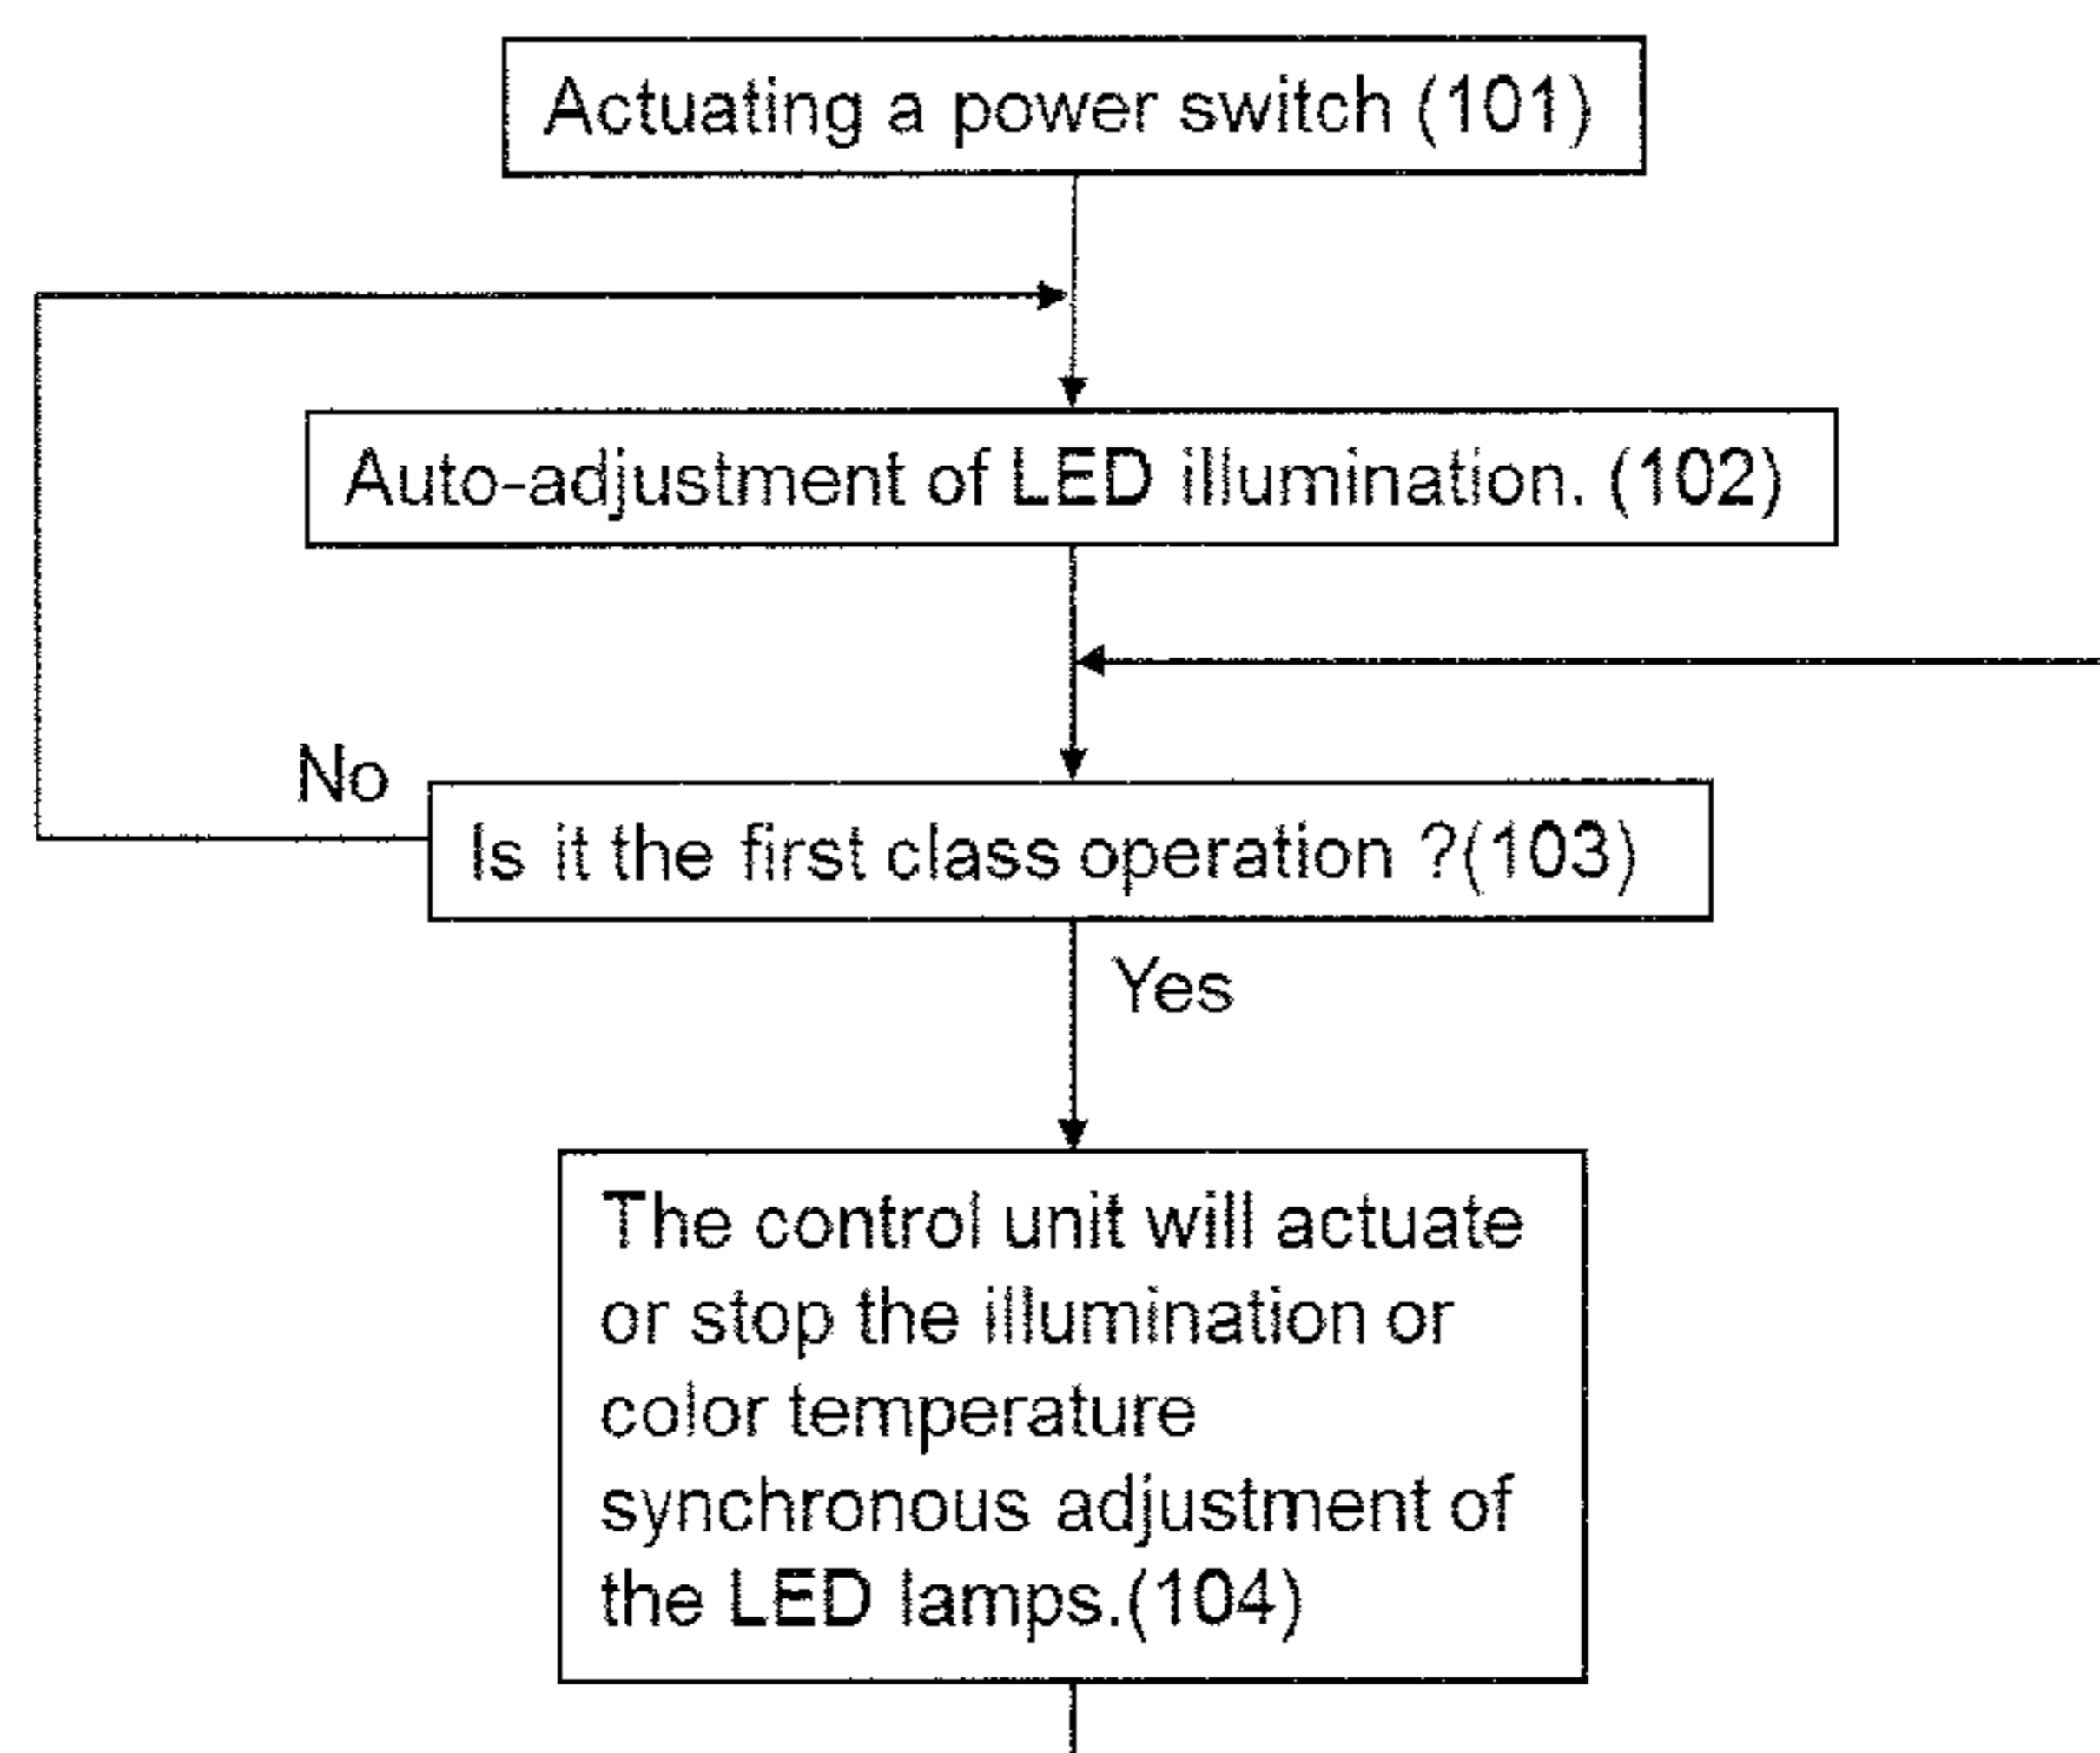 Actuating a power switch (101)
Auto-adjustment of LED illumination. (102)
No
Is it the first class operation ?(103)
Yes
The control unit will actuate
or stop the illumination or
color temperature
synchronous adjustment of
the LED lamps.(104)